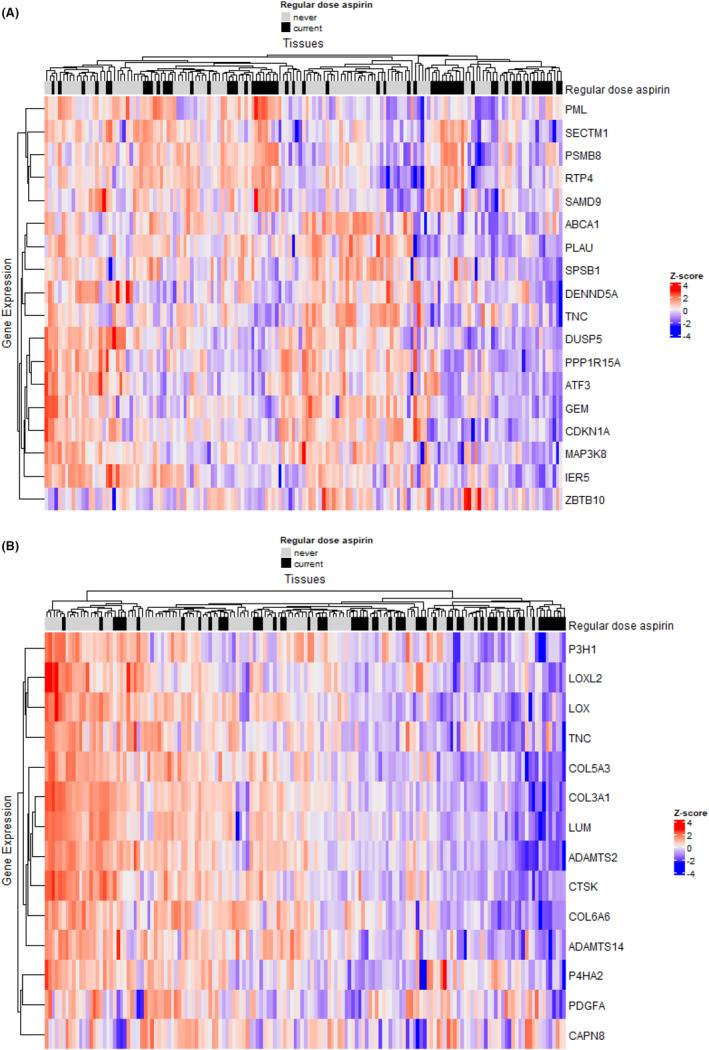 (A)
Regular dose aspirin
never
current
Tissues
Regular dose aspirin
Gene Expression
PML
SECTM1
PSMB8
RTP4
SAMD9
ABCA1
PLAU
SPSB1
DENND5A
TNC
DUSP5
PPP1R15A
ATF3
GEM
CDKN1A
MAP3K8
IER5
ZBTB10
Z-score
4
2
0
-2
-4
(B)
Regular dose aspirin
never
current
Tissues
Regular dose aspirin
Gene Expression
P3H1
LOXL2
LOX
TNC
COL5A3
COL3A1
LUM
ADAMTS2
CTSK
COL6A6
ADAMTS14
P4HA2
PDGFA
CAPN8
Z-score
4
2
0
-2
-4